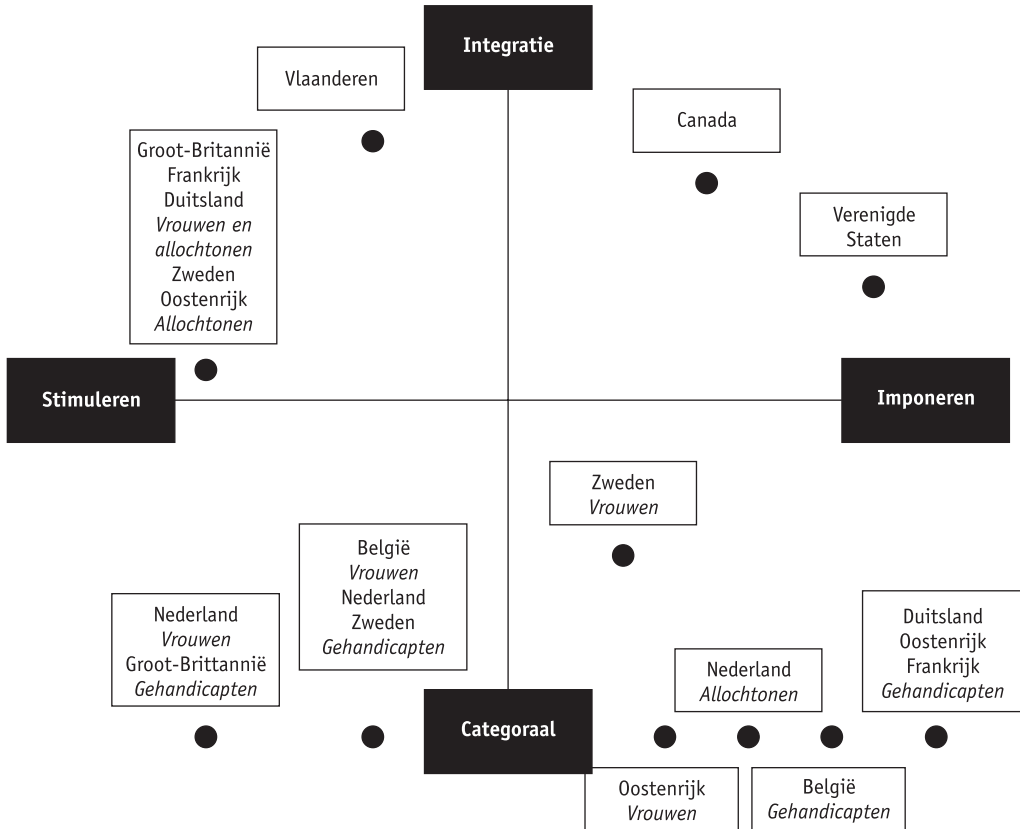 Integratie
Vlaanderen
Canada
Groot-Britannië
Frankrijk
Duitsland
Vrouwen en
allochtonen
Zweden
Oostenrijk
Allochtonen
Verenigde
Staten
Stimuleren
Imponeren
Zweden
Vrouwen
België
Vrouwen
Nederland
Zweden
Gehandicapten
Nederland
Vrouwen
Groot-Brittannië
Gehandicapten
Duitsland
Oostenrijk
Frankrijk
Gehandicapten
Nederland
Allochtonen
Categoraal
Oostenrijk
Vrouwen
België
Gehandicapten